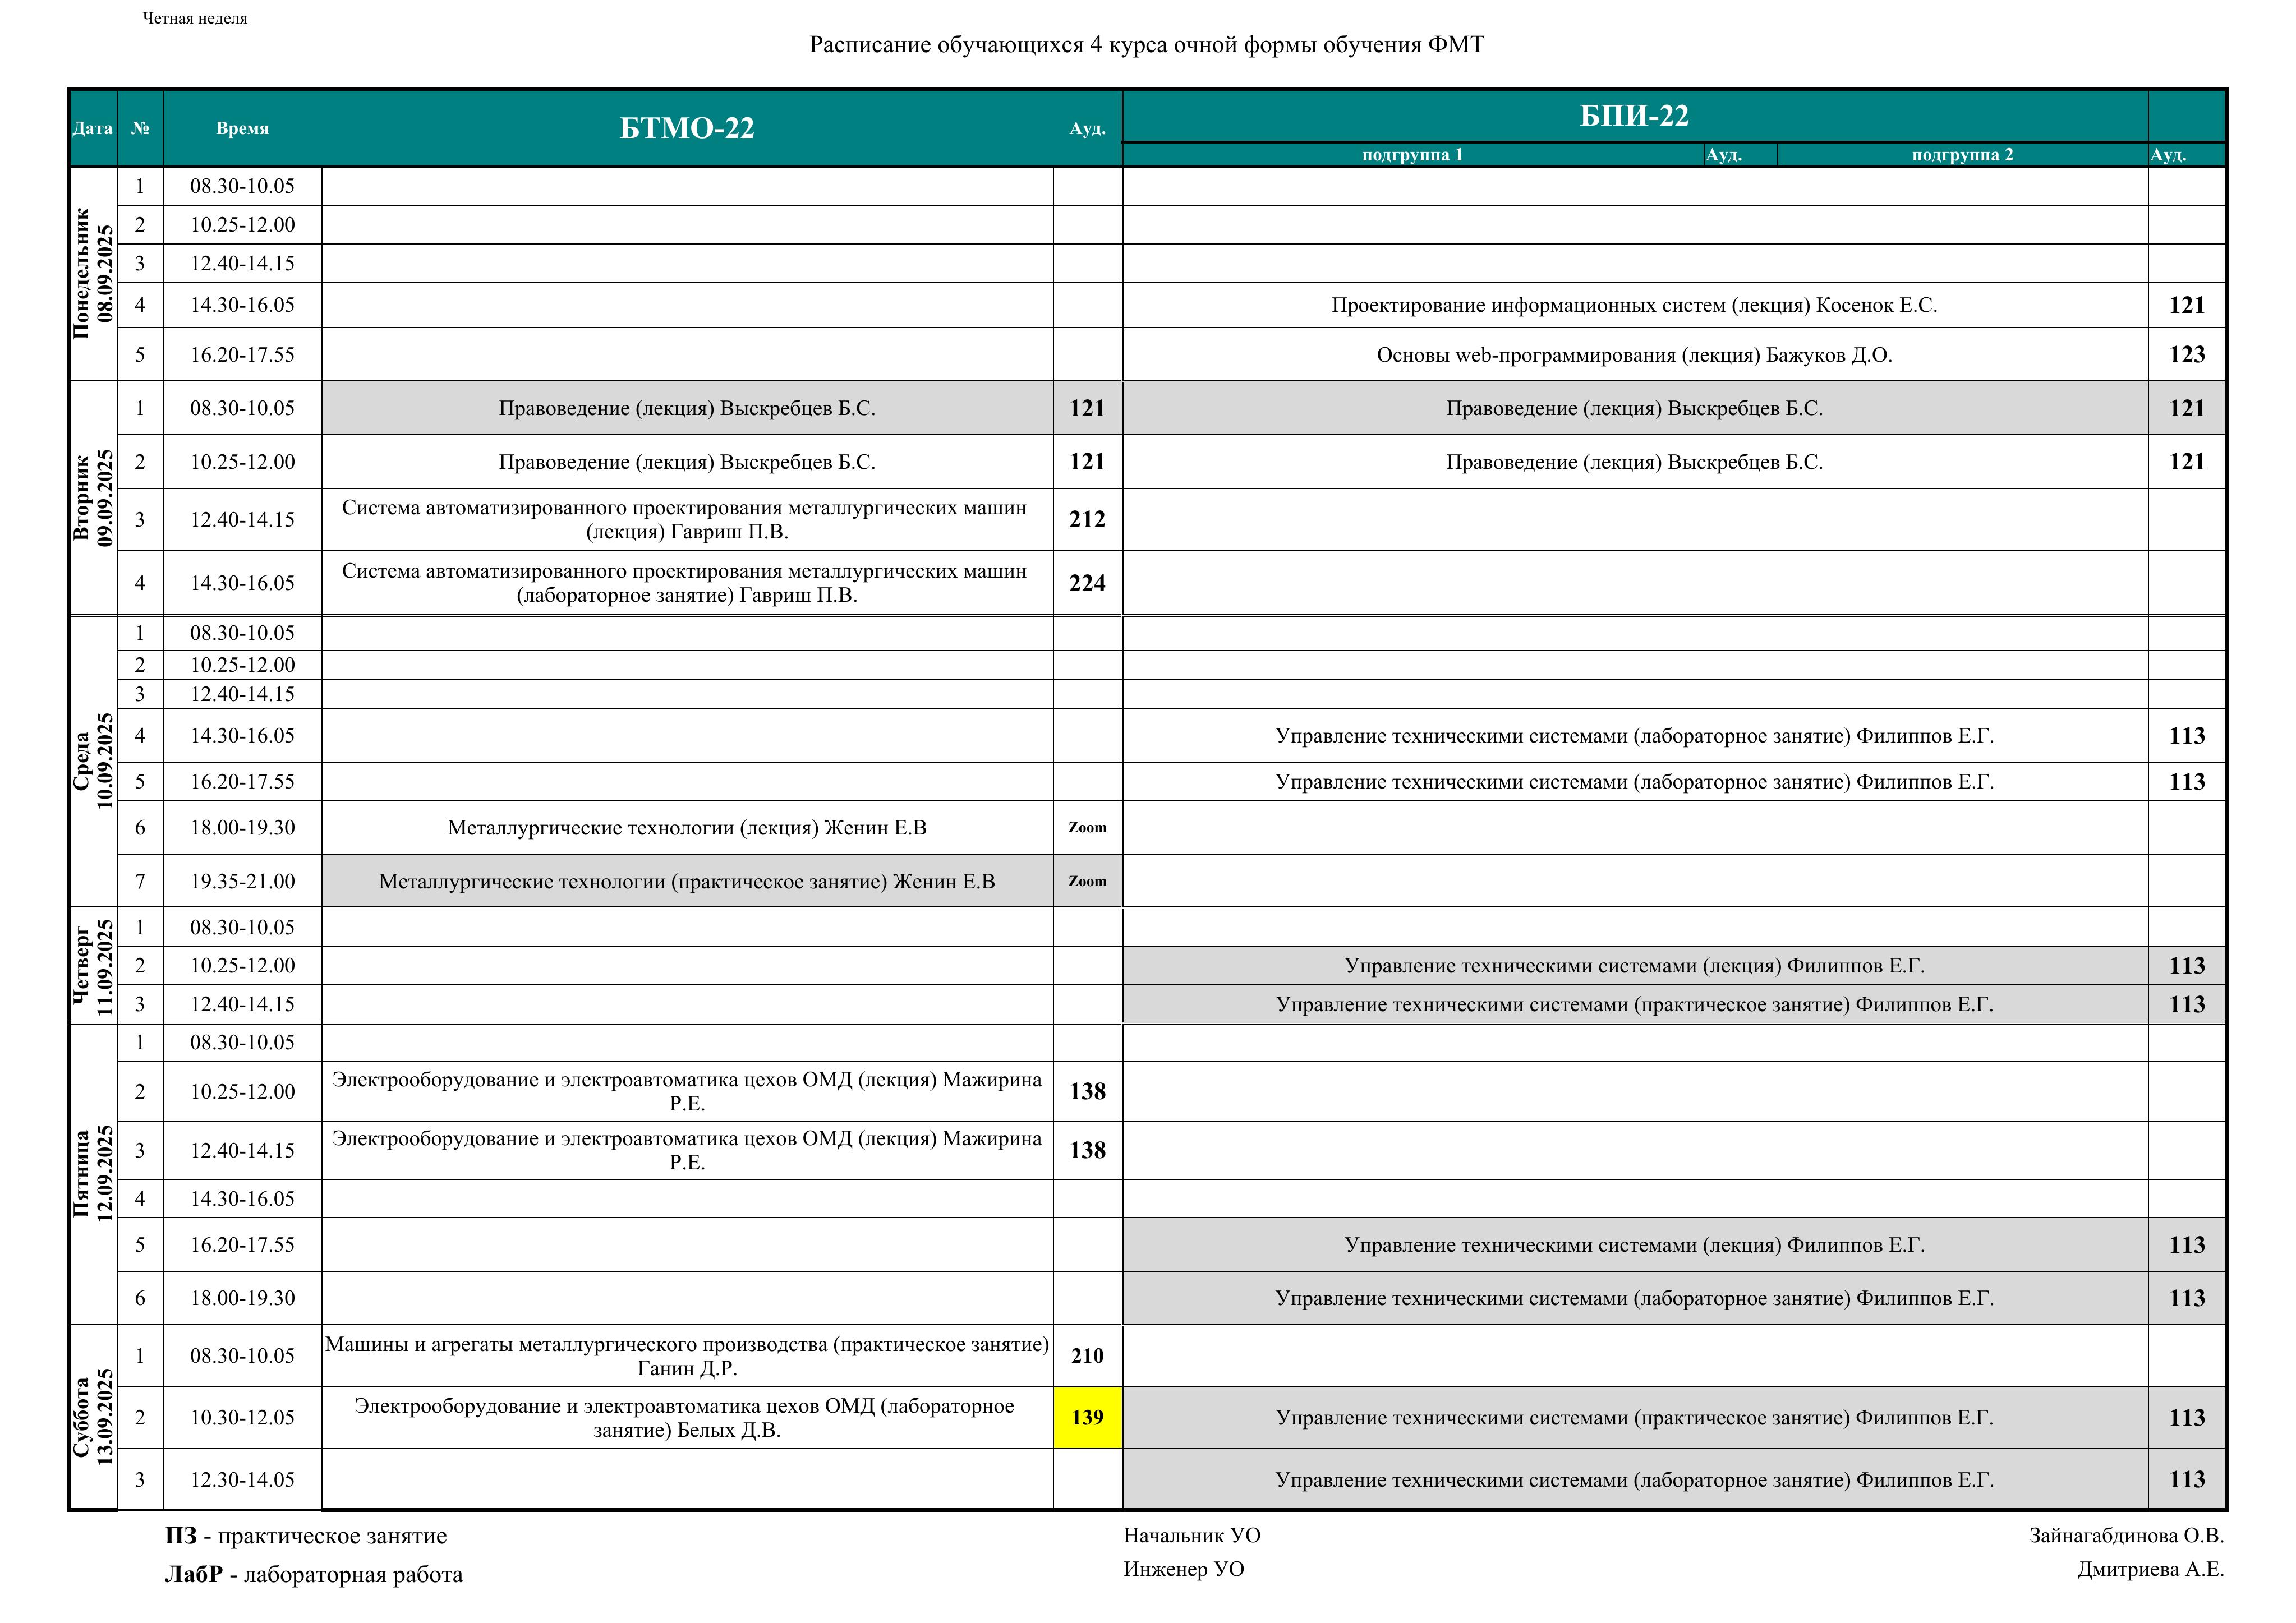 Четная неделя
Расписание обучающихся 4 курса очной формы обучения ФМТ
Дата № Время БТМО-22 Ауд. БПИ-22
подгруппа 1 Ауд. подгруппа 2 Ауд.
Понедельник
08.09.2025
1 08.30-10.05
2 10.25-12.00
3 12.40-14.15
4 14.30-16.05 Проектирование информационных систем (лекция) Косенок Е.С. 121
5 16.20-17.55 Основы web-программирования (лекция) Бажуков Д.О. 123
Вторник
09.09.2025
1 08.30-10.05 Правоведение (лекция) Выскребцев Б.С. 121 Правоведение (лекция) Выскребцев Б.С. 121
2 10.25-12.00 Правоведение (лекция) Выскребцев Б.С. 121 Правоведение (лекция) Выскребцев Б.С. 121
3 12.40-14.15 Система автоматизированного проектирования металлургических машин
(лекция) Гавриш П.В. 212
4 14.30-16.05 Система автоматизированного проектирования металлургических машин
(лабораторное занятие) Гавриш П.В. 224
Среда
10.09.2025
1 08.30-10.05
2 10.25-12.00
3 12.40-14.15
4 14.30-16.05 Управление техническими системами (лабораторное занятие) Филиппов Е.Г. 113
5 16.20-17.55 Управление техническими системами (лабораторное занятие) Филиппов Е.Г. 113
6 18.00-19.30 Металлургические технологии (лекция) Женин Е.В Zoom
7 19.35-21.00 Металлургические технологии (практическое занятие) Женин Е.В Zoom
Четверг
11.09.2025
1 08.30-10.05
2 10.25-12.00 Управление техническими системами (лекция) Филиппов Е.Г. 113
3 12.40-14.15 Управление техническими системами (практическое занятие) Филиппов Е.Г. 113
Пятница
12.09.2025
1 08.30-10.05
2 10.25-12.00 Электрооборудование и электроавтоматика цехов ОМД (лекция) Мажирина
Р.Е. 138
3 12.40-14.15 Электрооборудование и электроавтоматика цехов ОМД (лекция) Мажирина
Р.Е. 138
4 14.30-16.05
5 16.20-17.55 Управление техническими системами (лекция) Филиппов Е.Г. 113
6 18.00-19.30 Управление техническими системами (лабораторное занятие) Филиппов Е.Г. 113
Суббота
13.09.2025
1 08.30-10.05 Машины и агрегаты металлургического производства (практическое занятие)
Ганин Д.Р. 210
2 10.30-12.05 Электрооборудование и электроавтоматика цехов ОМД (лабораторное
занятие) Белых Д.В. 139 Управление техническими системами (практическое занятие) Филиппов Е.Г. 113
3 12.30-14.05 Управление техническими системами (лабораторное занятие) Филиппов Е.Г. 113
ПЗ - практическое занятие Начальник УО Зайнагабдинова О.В.
ЛабР - лабораторная работа Инженер УО Дмитриева А.Е.